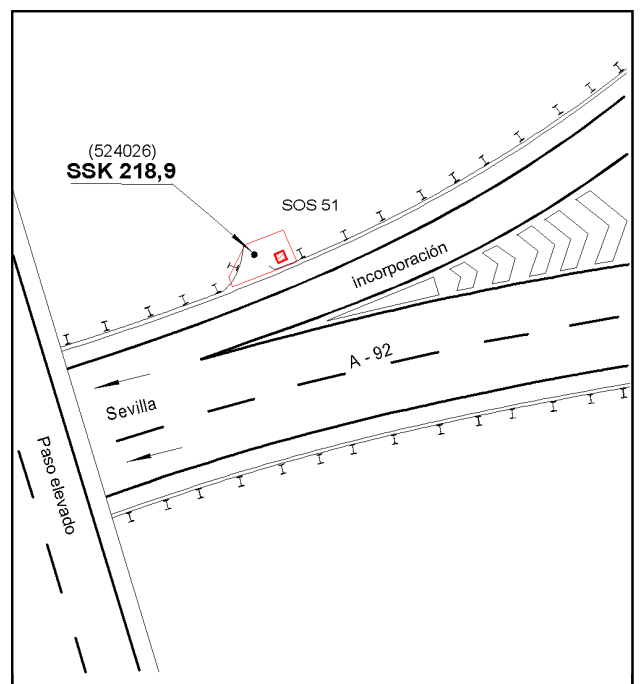 (524026)
SSK 218,9
SOS 51
incorporación
A - 92
Sevilla
Paso elevado